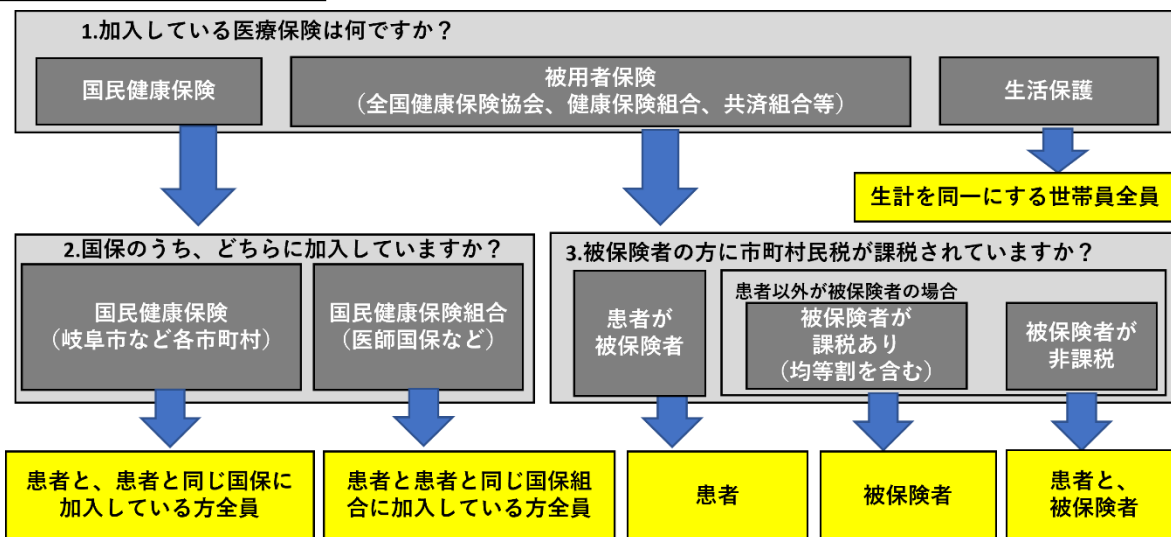 1.加入している医療保険は何ですか？
国民健康保険
被用者保険
（全国健康保険協会、健康保険組合、共済組合等）
生活保護
生計を同一にする世帯員全員
2.国保のうち、どちらに加入していますか？
国民健康保険
（岐阜市など各市町村）
国民健康保険組合
（医師国保など）
3.被保険者の方に市町村民税が課税されていますか？
患者が
被保険者
患者以外が被保険者の場合
被保険者が
課税あり
（均等割を含む）
被保険者が
非課税
患者と、患者と同じ国保に
加入している方全員
患者と患者と同じ国保組
合に加入している方全員
患者
被保険者
患者と、
被保険者